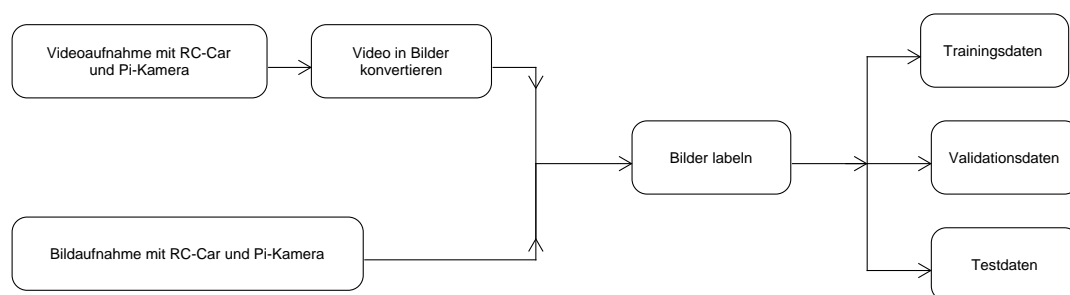 Videoaufnahme mit RC-Car
und Pi-Kamera
Video in Bilder
konvertieren
Bildaufnahme mit RC-Car und Pi-Kamera
Bilder labeln
Trainingsdaten
Validationsdaten
Testdaten